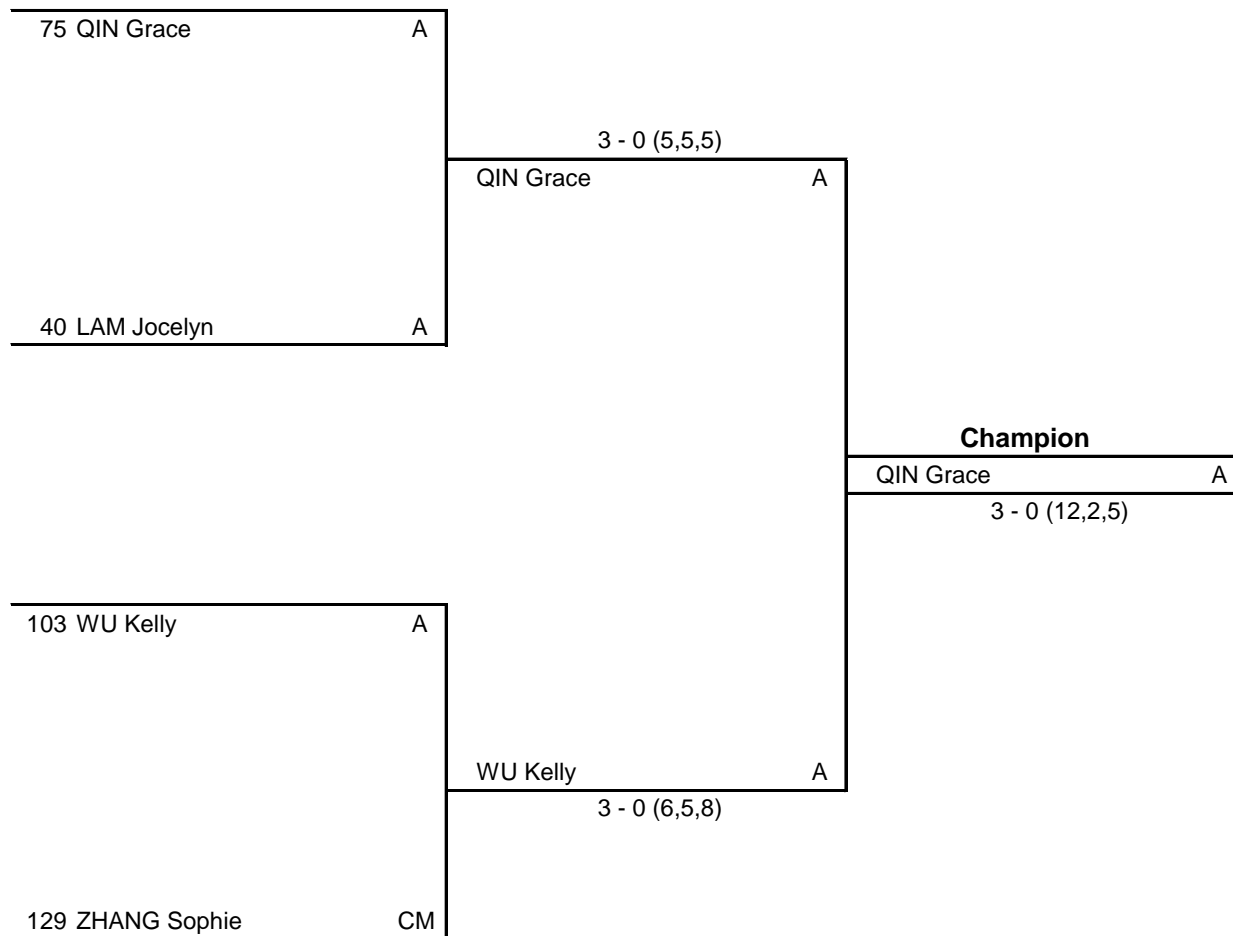 75 QIN Grace A
3 - 0 (5,5,5)
QIN Grace A
40 LAM Jocelyn A
Champion
QIN Grace A
3 - 0 (12,2,5)
103 WU Kelly A
WU Kelly A
3 - 0 (6,5,8)
129 ZHANG Sophie CM